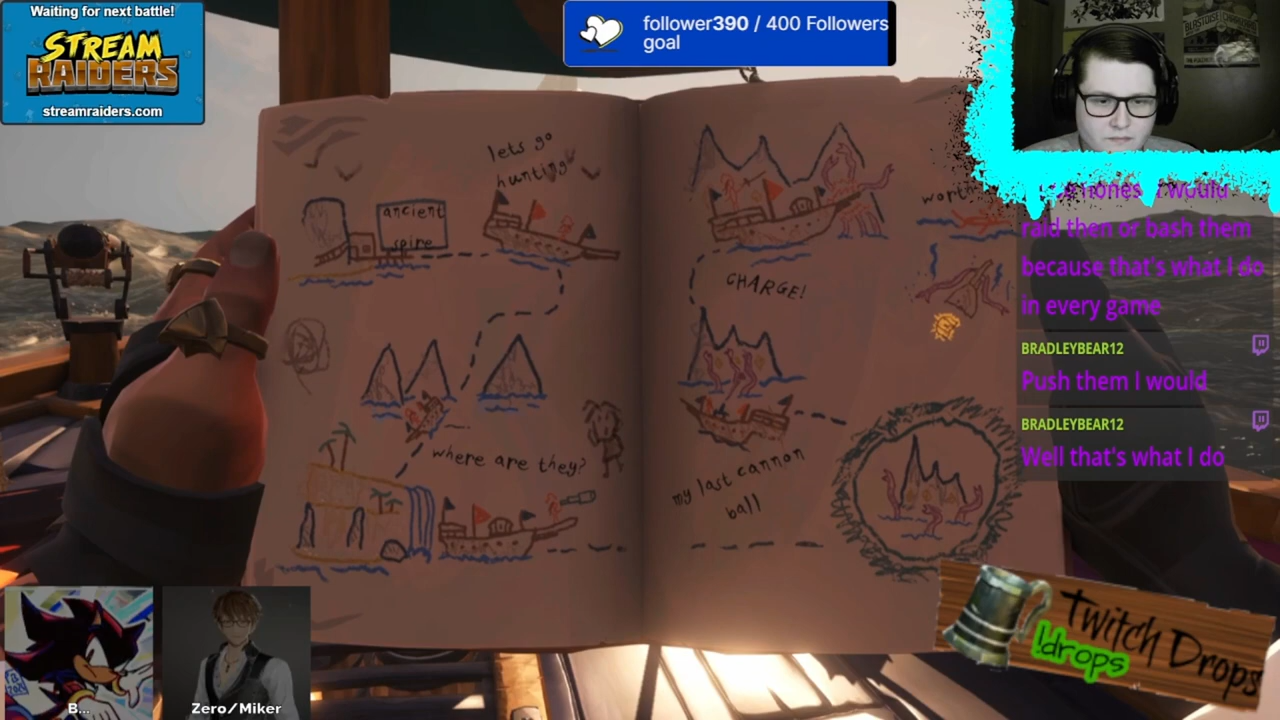 Waiting for next battle!
STREAM
RAIDERS
streamraiders.com
follower390 / 400 Followers
goal
lets go
hunting
ancient
spire
where are they?
CHARGE!
my last cannon
ball
would
raid then or bash them
because that's what I do
in every game
BRADLEYBEAR12
Push them I would
BRADLEYBEAR12
Well that's what I do
Twitch Drops
!drops
B...
Zero/Miker